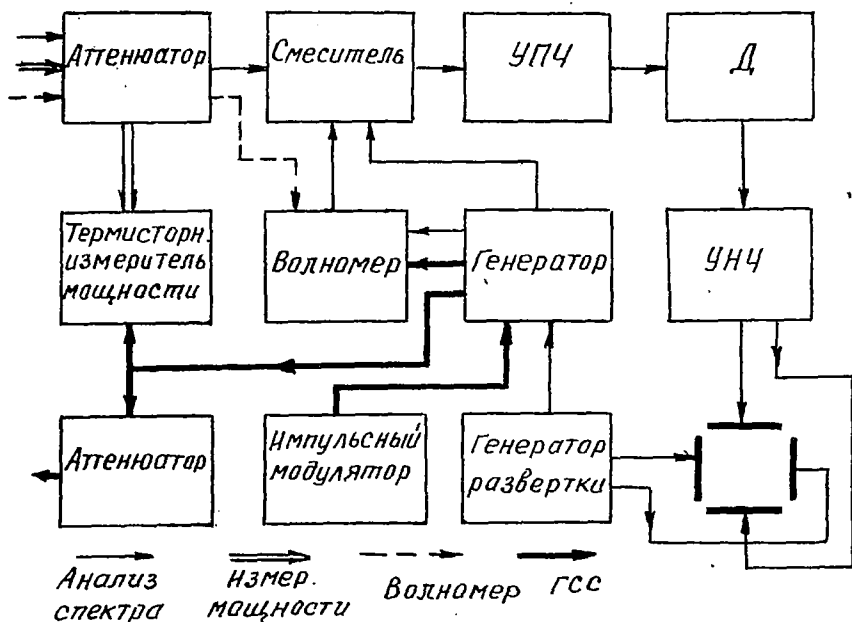 Аттенюатор
Смеситель
УПЧ
Д
Термисторн.
измеритель
мощности
Волномер
Генератор
УНЧ
Аттенюатор
Импульсный
модулятор
Генератор
развертки
Анализ
спектра
измер.
мощности
Волномер
ГСС